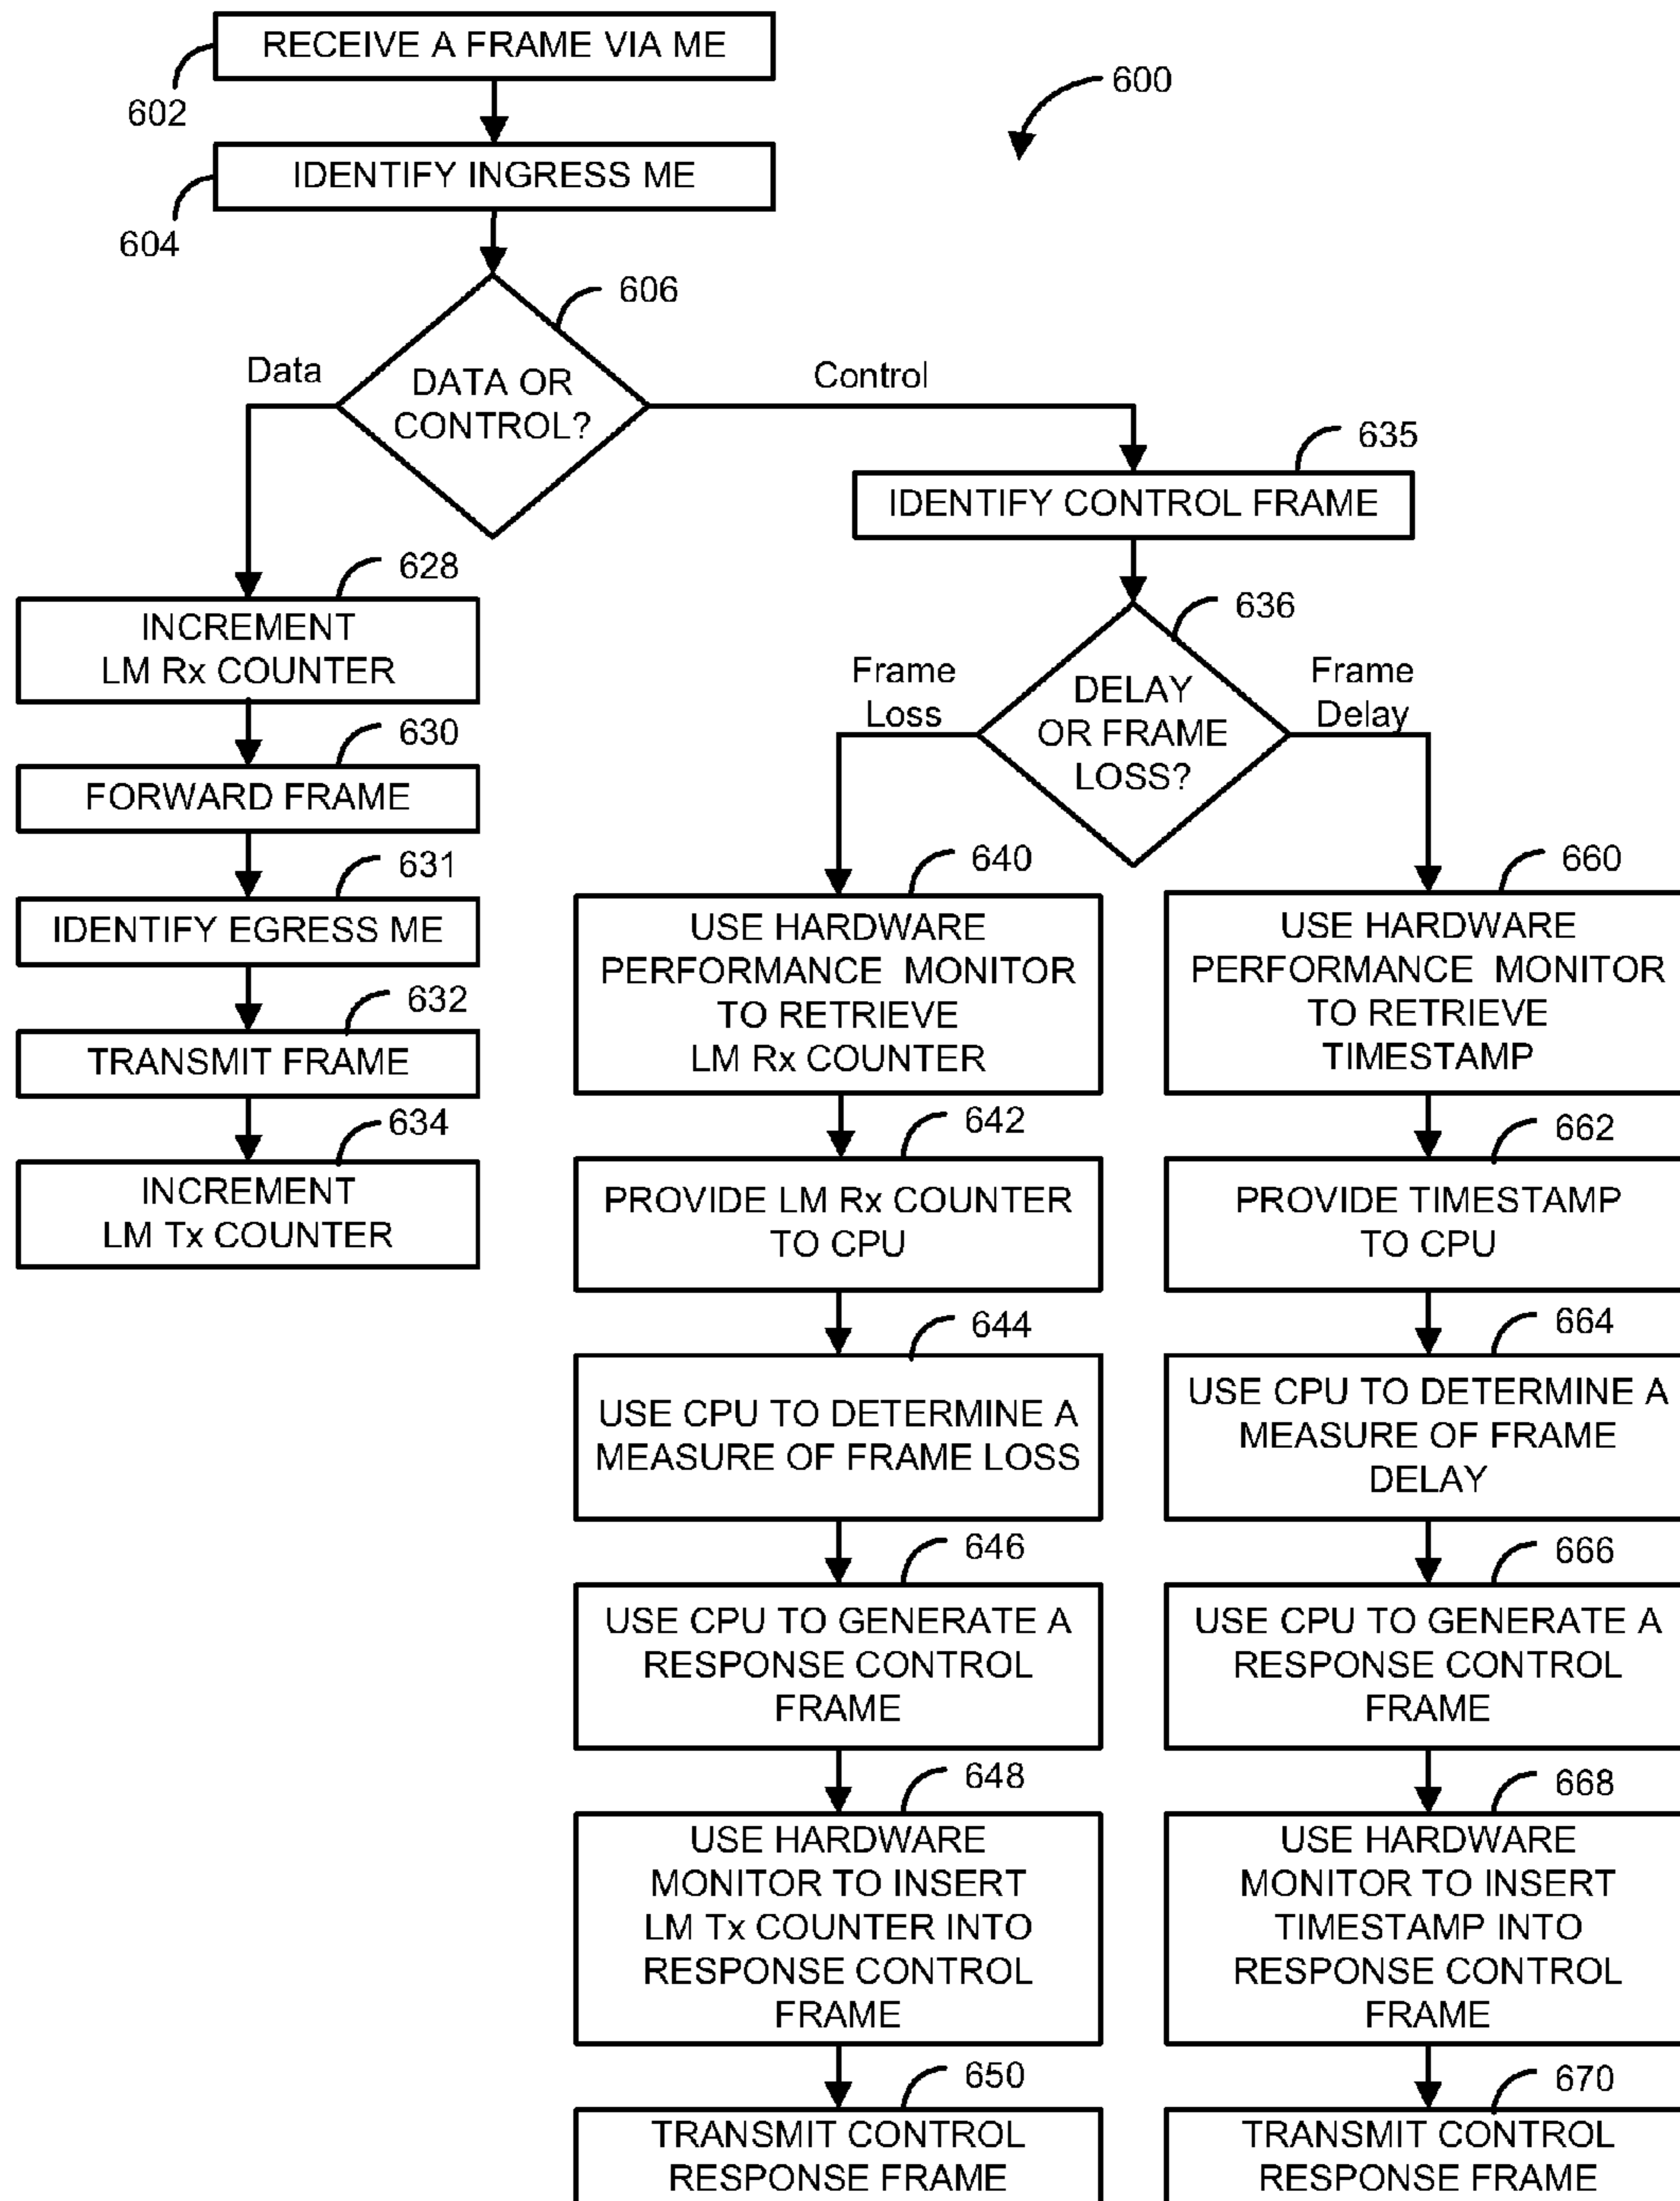 RECEIVE A FRAME VIA ME
602
600
IDENTIFY INGRESS ME
604
606
DATA OR
CONTROL?
Data
Control
635
IDENTIFY CONTROL FRAME
628
INCREMENT
LM Rx COUNTER
630
FORWARD FRAME
631
IDENTIFY EGRESS ME
632
TRANSMIT FRAME
634
INCREMENT
LM Tx COUNTER
636
DELAY
OR FRAME
LOSS?
Frame
Loss
Frame
Delay
640
USE HARDWARE
PERFORMANCE MONITOR
TO RETRIEVE
LM Rx COUNTER
642
PROVIDE LM Rx COUNTER
TO CPU
644
USE CPU TO DETERMINE A
MEASURE OF FRAME LOSS
646
USE CPU TO GENERATE A
RESPONSE CONTROL
FRAME
648
USE HARDWARE
MONITOR TO INSERT
LM Tx COUNTER INTO
RESPONSE CONTROL
FRAME
650
TRANSMIT CONTROL
RESPONSE FRAME
660
USE HARDWARE
PERFORMANCE MONITOR
TO RETRIEVE
TIMESTAMP
662
PROVIDE TIMESTAMP
TO CPU
664
USE CPU TO DETERMINE A
MEASURE OF FRAME
DELAY
666
USE CPU TO GENERATE A
RESPONSE CONTROL
FRAME
668
USE HARDWARE
MONITOR TO INSERT
TIMESTAMP INTO
RESPONSE CONTROL
FRAME
670
TRANSMIT CONTROL
RESPONSE FRAME